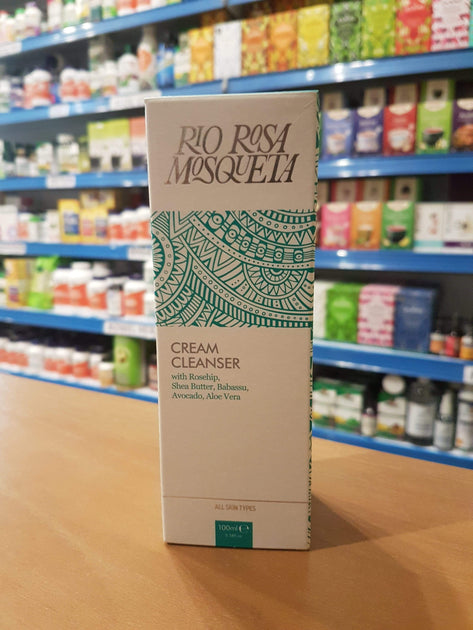 RIO ROSA
MOSQUETA
CREAM
CLEANSER
with Rosehip,
Shea Butter, Babassu,
Avocado, Aloe Vera
ALL SKIN TYPES
100ml ℮